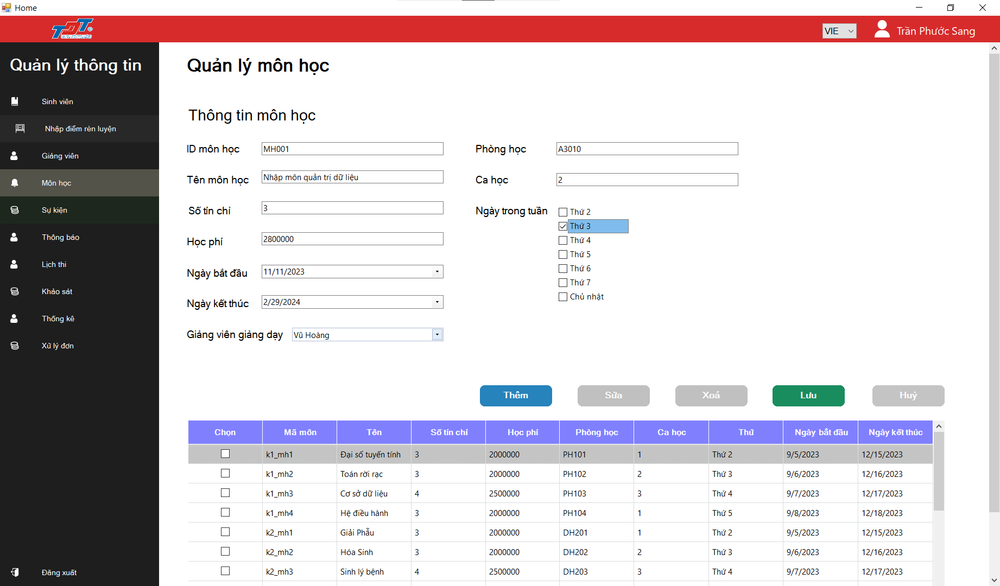 Home
TDT
VIE
Trần Phước Sang
Quản lý thông tin
Sinh viên
Nhập điểm rèn luyện
Giảng viên
Môn học
Sự kiện
Thông báo
Lịch thi
Khảo sát
Thống kê
Xử lý đơn
Đăng xuất
Quản lý môn học
Thông tin môn học
ID môn học MH001
Tên môn học Nhập môn quản trị dữ liệu
Số tín chỉ 3
Học phí 2800000
Ngày bắt đầu 11/11/2023
Ngày kết thúc 2/29/2024
Giảng viên giảng dạy Vũ Hoàng
Phòng học A3010
Ca học 2
Ngày trong tuần
Thứ 2
Thứ 3
Thứ 4
Thứ 5
Thứ 6
Thứ 7
Chủ nhật
Thêm Sửa Xoá Lưu Huỷ
Chọn Mã môn Tên Số tín chỉ Học phí Phòng học Ca học Thứ Ngày bắt đầu Ngày kết thúc
k1_mh1 Đại số tuyến tính 3 2000000 PH101 1 Thứ 2 9/5/2023 12/15/2023
k1_mh2 Toán rời rạc 3 2000000 PH102 2 Thứ 3 9/6/2023 12/16/2023
k1_mh3 Cơ sở dữ liệu 4 2500000 PH103 3 Thứ 4 9/7/2023 12/17/2023
k1_mh4 Hệ điều hành 3 2000000 PH104 1 Thứ 5 9/8/2023 12/18/2023
k2_mh1 Giải Phẫu 3 2000000 DH201 1 Thứ 2 9/5/2023 12/15/2023
k2_mh2 Hóa Sinh 3 2000000 DH202 2 Thứ 3 9/6/2023 12/16/2023
k2_mh3 Sinh lý bệnh 4 2500000 DH203 3 Thứ 4 9/7/2023 12/17/2023